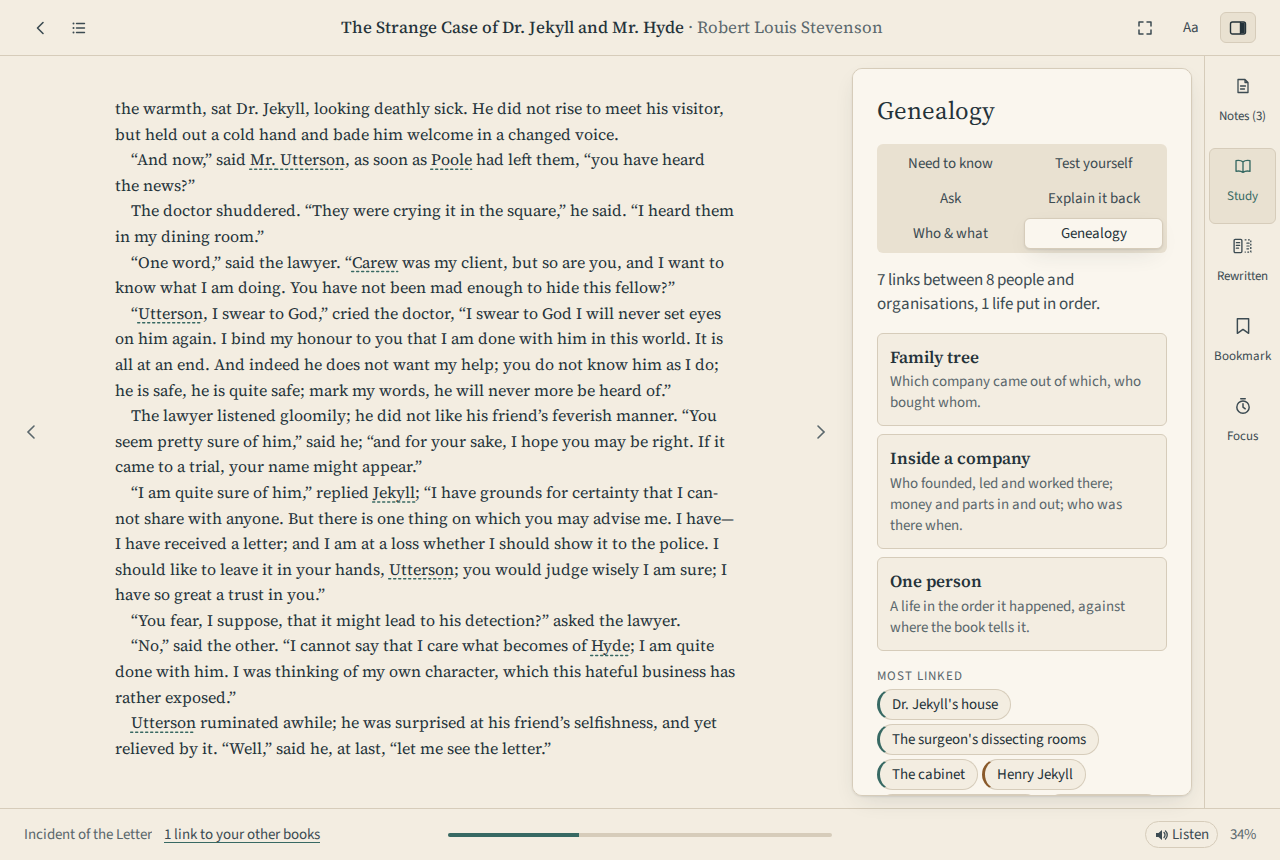 The Strange Case of Dr. Jekyll and Mr. Hyde · Robert Louis Stevenson
Aa
the warmth, sat Dr. Jekyll, looking deathly sick. He did not rise to meet his visitor,
but held out a cold hand and bade him welcome in a changed voice.
“And now,” said Mr. Utterson, as soon as Poole had left them, “you have heard
the news?”
The doctor shuddered. “They were crying it in the square,” he said. “I heard them
in my dining room.”
“One word,” said the lawyer. “Carew was my client, but so are you, and I want to
know what I am doing. You have not been mad enough to hide this fellow?”
“Utterson, I swear to God,” cried the doctor, “I swear to God I will never set eyes
on him again. I bind my honour to you that I am done with him in this world. It is
all at an end. And indeed he does not want my help; you do not know him as I do;
he is safe, he is quite safe; mark my words, he will never more be heard of.”
The lawyer listened gloomily; he did not like his friend’s feverish manner. “You
seem pretty sure of him,” said he; “and for your sake, I hope you may be right. If it
came to a trial, your name might appear.”
“I am quite sure of him,” replied Jekyll; “I have grounds for certainty that I can-
not share with anyone. But there is one thing on which you may advise me. I have—
I have received a letter; and I am at a loss whether I should show it to the police. I
should like to leave it in your hands, Utterson; you would judge wisely I am sure; I
have so great a trust in you.”
“You fear, I suppose, that it might lead to his detection?” asked the lawyer.
“No,” said the other. “I cannot say that I care what becomes of Hyde; I am quite
done with him. I was thinking of my own character, which this hateful business has
rather exposed.”
Utterson ruminated awhile; he was surprised at his friend’s selfishness, and yet
relieved by it. “Well,” said he, at last, “let me see the letter.”
Genealogy
Need to know
Test yourself
Ask
Explain it back
Who & what
Genealogy
7 links between 8 people and
organisations, 1 life put in order.
Family tree
Which company came out of which, who
bought whom.
Inside a company
Who founded, led and worked there;
money and parts in and out; who was
there when.
One person
A life in the order it happened, against
where the book tells it.
MOST LINKED
Dr. Jekyll's house
The surgeon's dissecting rooms
The cabinet
Henry Jekyll
Notes (3)
Study
Rewritten
Bookmark
Focus
Incident of the Letter
1 link to your other books
Listen
34%